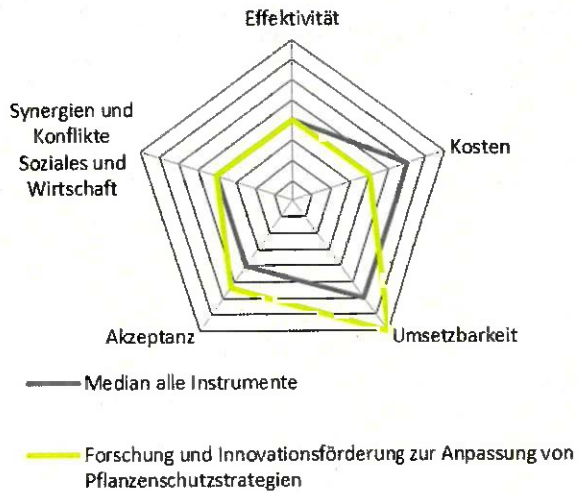 Effektivität
Synergien und
Konflikte
Soziales und
Wirtschaft
Kosten
Akzeptanz
Umsetzbarkeit
Median alle Instrumente
Forschung und Innovationsförderung zur Anpassung von
Pflanzenschutzstrategien